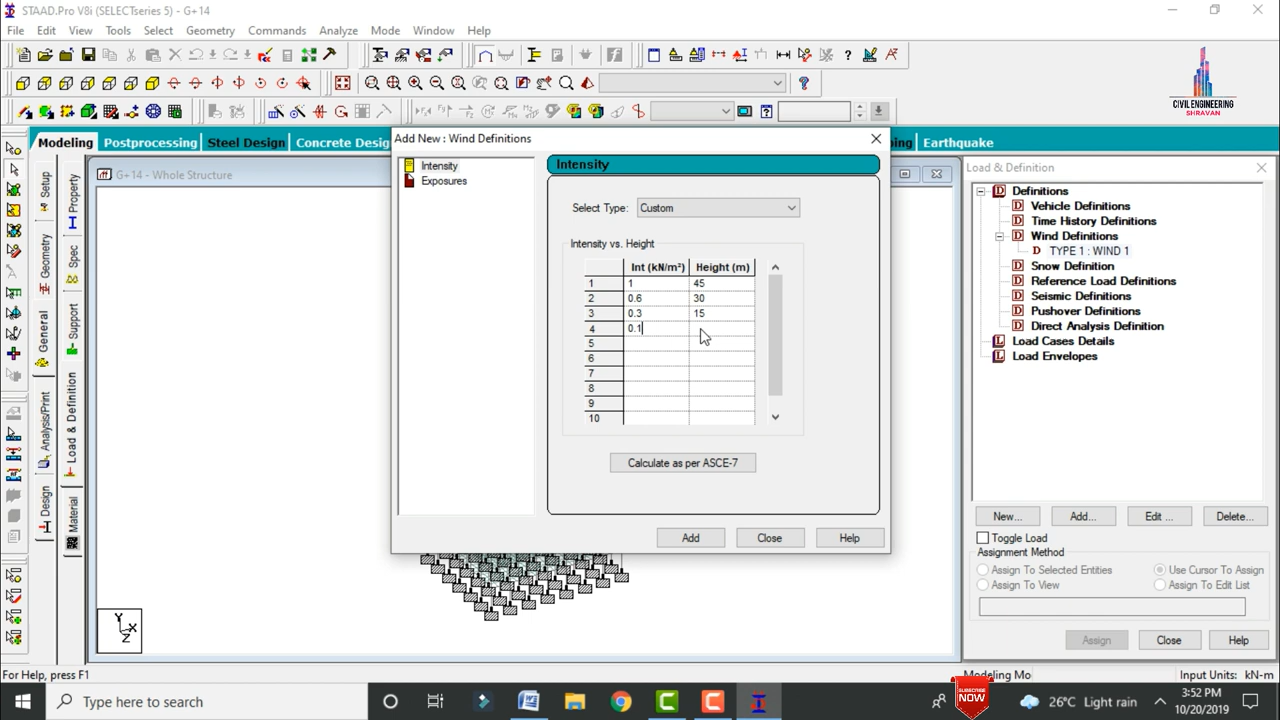 STAAD.Pro V8i (SELECTseries 5) - G+14
File Edit View Tools Select Geometry Commands Analyze Mode Window Help
CIVIL ENGINEERING
SHRAVAN
Modeling Postprocessing Steel Design Concrete Desig Earthquake
G+14 - Whole Structure
Setup
Geometry
General
Analysis/Print
Design
Property
Spec
Support
Load & Definition
Material
Add New : Wind Definitions
Intensity
Exposures
Intensity
Select Type: Custom
Intensity vs. Height
Int (kN/m²) Height (m)
1 1 45
2 0.6 30
3 0.3 15
4 0.1
5
6
7
8
9
10
Calculate as per ASCE-7
Add Close Help
Load & Definition
Definitions
Vehicle Definitions
Time History Definitions
Wind Definitions
TYPE 1 : WIND 1
Snow Definition
Reference Load Definitions
Seismic Definitions
Pushover Definitions
Direct Analysis Definition
Load Cases Details
Load Envelopes
New... Add... Edit ... Delete...
Toggle Load
Assignment Method
Assign To Selected Entities Use Cursor To Assign
Assign To View Assign To Edit List
Assign Close Help
Y
X
Z
For Help, press F1
Modeling Mo
Input Units: kN-m
Type here to search
SUBSCRIBE
NOW
26°C Light rain
3:52 PM
10/20/2019